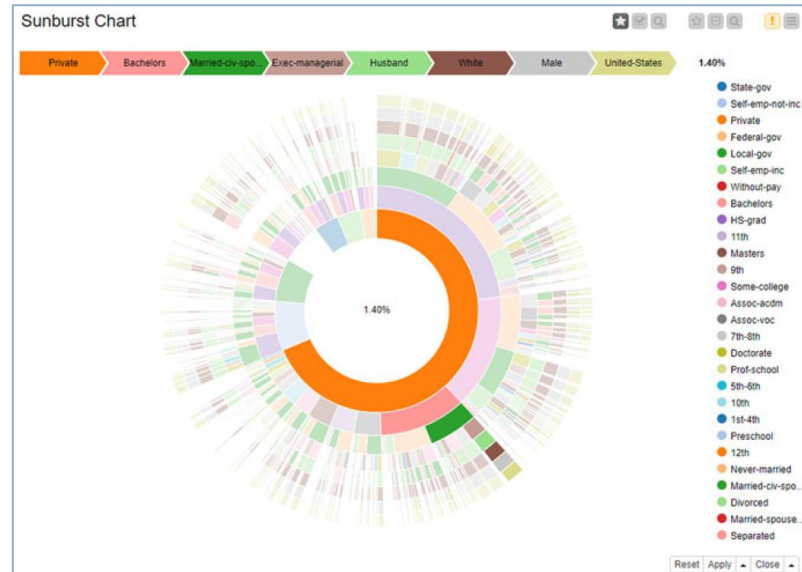 Sunburst Chart
Private
Bachelors
Married-civ-spo...
Exec-managerial
Husband
White
Male
United-States
1.40%
1.40%
State-gov
Self-emp-not-inc
Private
Federal-gov
Local-gov
Self-emp-inc
Without-pay
Bachelors
HS-grad
11th
Masters
9th
Some-college
Assoc-acdm
Assoc-voc
7th-8th
Doctorate
Prof-school
5th-6th
10th
1st-4th
Preschool
12th
Never-married
Married-civ-spo...
Divorced
Married-spouse...
Separated
Reset Apply Close